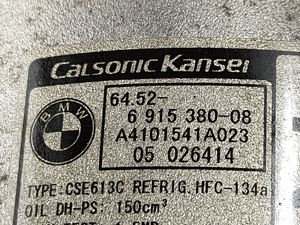 Calsonic Kansei
BMW
64.52-
6 915 380-08
A4101541A023
05 026414
TYPE:CSE613C REFRIG.HFC-134a
OIL DH-PS: 150cm³